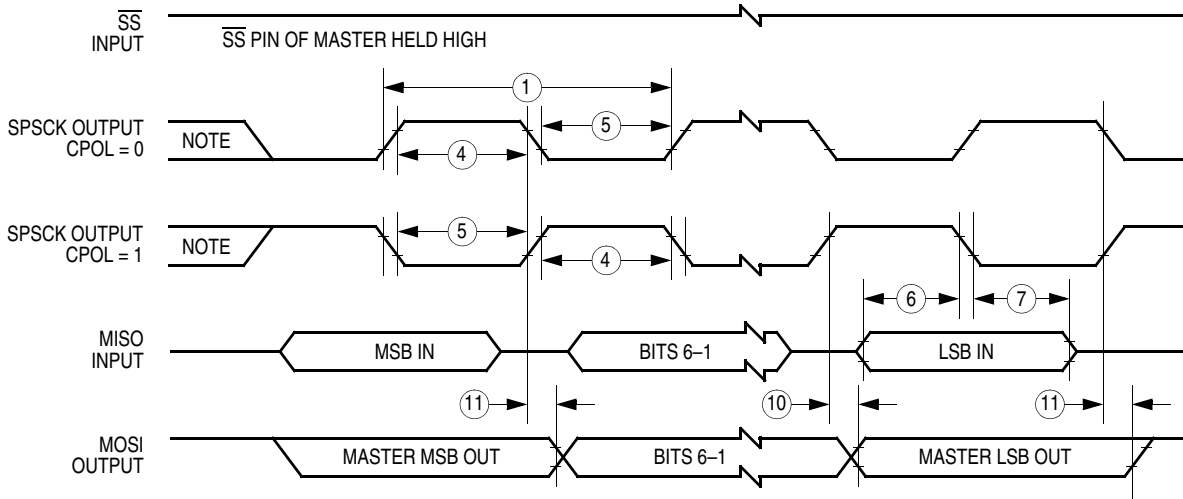 SS
INPUT
SS PIN OF MASTER HELD HIGH
1
SPSCK OUTPUT
CPOL = 0
NOTE
5
4
SPSCK OUTPUT
CPOL = 1
NOTE
5
4
6
7
MISO
INPUT
MSB IN
BITS 6–1
LSB IN
11
10
11
MOSI
OUTPUT
MASTER MSB OUT
BITS 6–1
MASTER LSB OUT